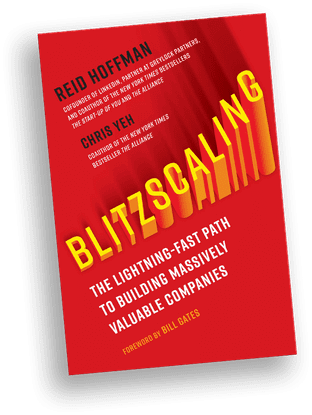 REID HOFFMAN
COFOUNDER OF LINKEDIN, PARTNER AT GREYLOCK PARTNERS,
AND COAUTHOR OF THE NEW YORK TIMES BESTSELLERS
THE START-UP OF YOU AND THE ALLIANCE
CHRIS YEH
COAUTHOR OF THE NEW YORK TIMES
BESTSELLER THE ALLIANCE
BLITZSCALING
THE LIGHTNING-FAST PATH
TO BUILDING MASSIVELY
VALUABLE COMPANIES
FOREWORD BY BILL GATES